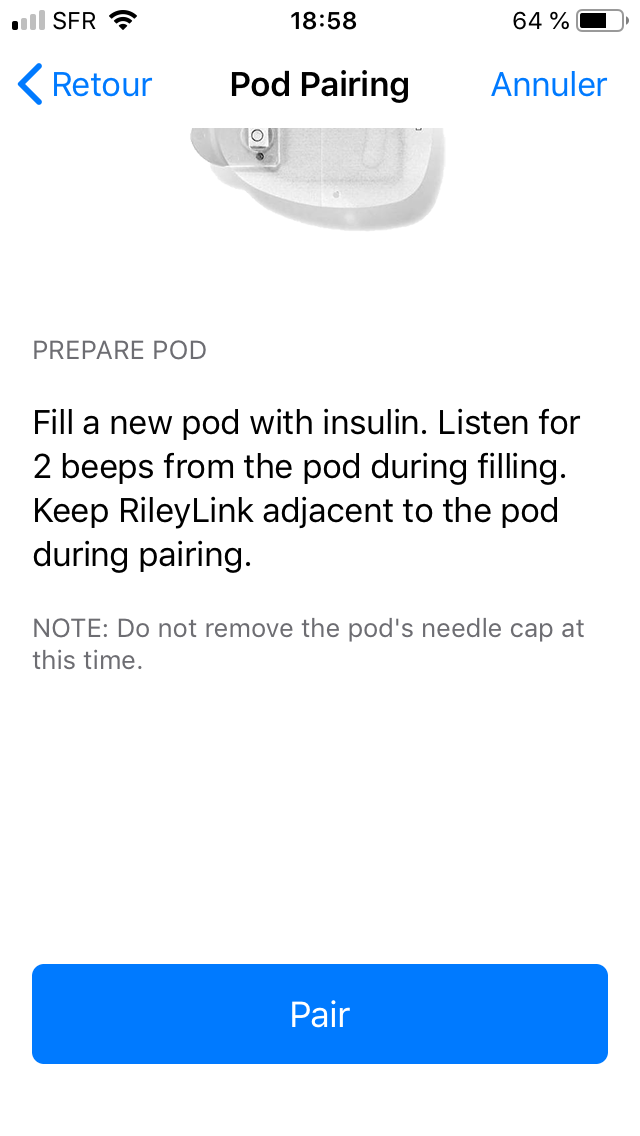 SFR 18:58 64 %
Retour Pod Pairing Annuler
PREPARE POD
Fill a new pod with insulin. Listen for
2 beeps from the pod during filling.
Keep RileyLink adjacent to the pod
during pairing.
NOTE: Do not remove the pod's needle cap at
this time.
Pair